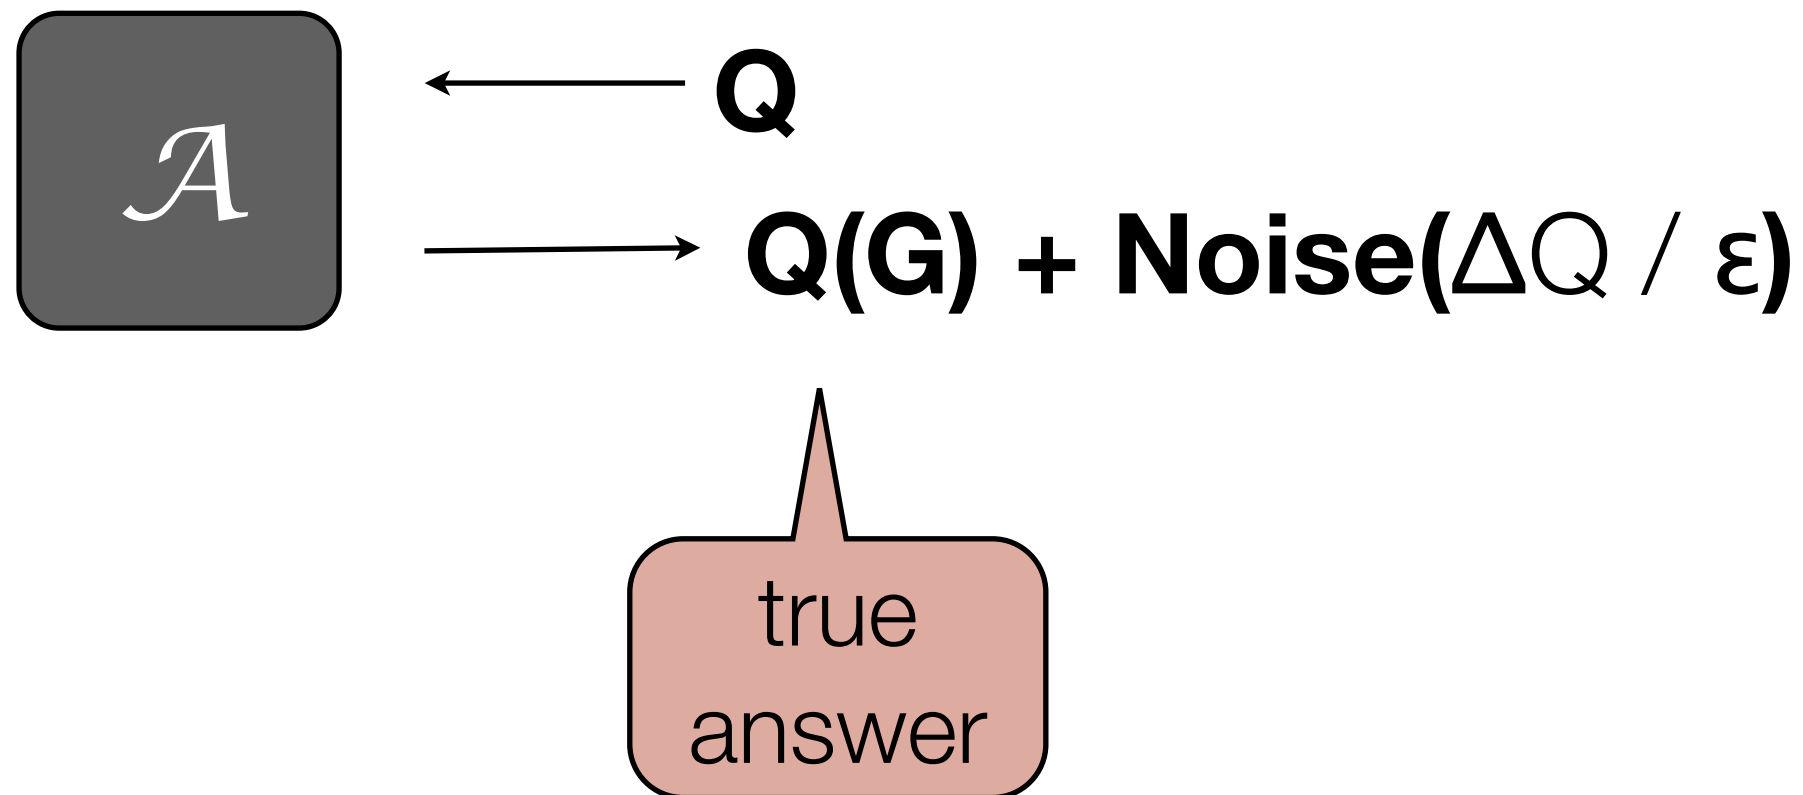 𝒜
Q
Q(G) + Noise(ΔQ / ε)
true
answer